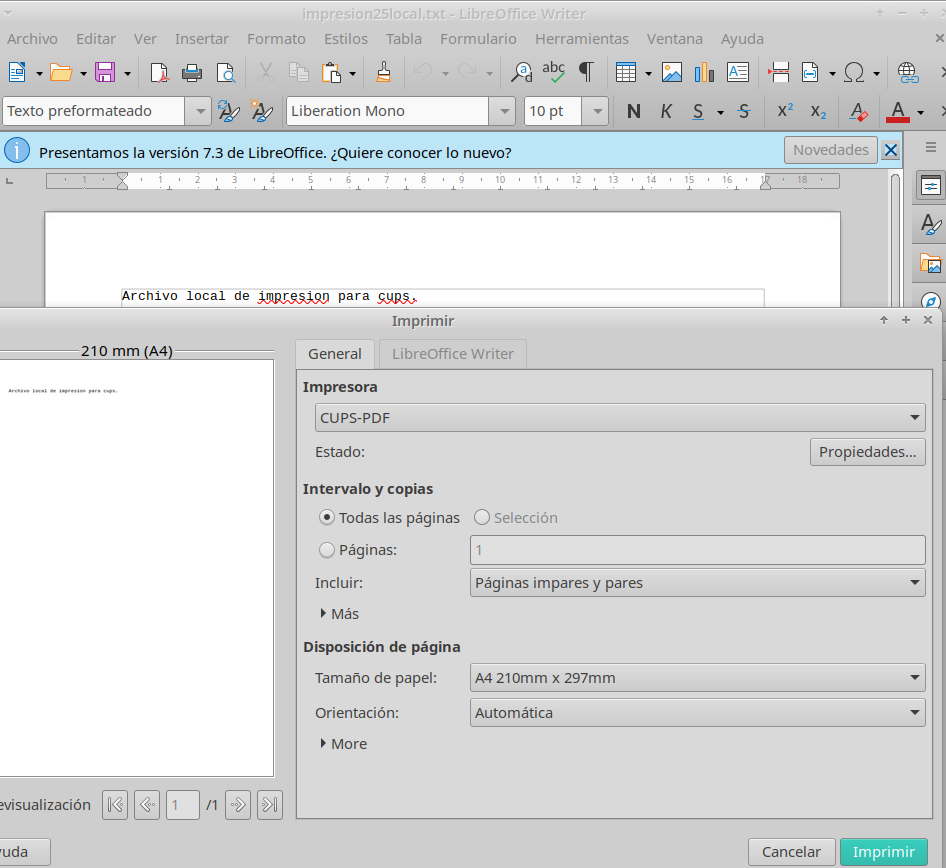 impresion25local.txt - LibreOffice Writer
Archivo Editar Ver Insertar Formato Estilos Tabla Formulario Herramientas Ventana Ayuda
abc
Texto preformateado Liberation Mono 10 pt N K S S X² X₂ A A
Presentamos la versión 7.3 de LibreOffice. ¿Quiere conocer lo nuevo? Novedades
1 1 2 3 4 5 6 7 8 9 10 11 12 13 14 15 16 17 18
Archivo local de impresion para cups.
Imprimir
210 mm (A4)
Archivo local de impresion para cups.
General LibreOffice Writer
Impresora
CUPS-PDF
Estado: Propiedades...
Intervalo y copias
Todas las páginas Selección
Páginas: 1
Incluir: Páginas impares y pares
Más
Disposición de página
Tamaño de papel: A4 210mm x 297mm
Orientación: Automática
More
evisualización 1 /1
yuda Cancelar Imprimir